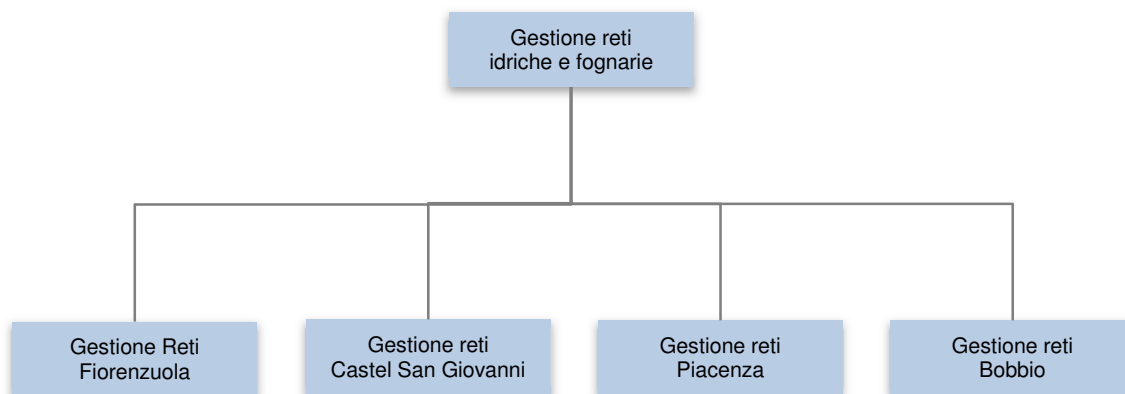 Gestione reti
idriche e fognarie
Gestione Reti
Fiorenzuola
Gestione reti
Castel San Giovanni
Gestione reti
Piacenza
Gestione reti
Bobbio